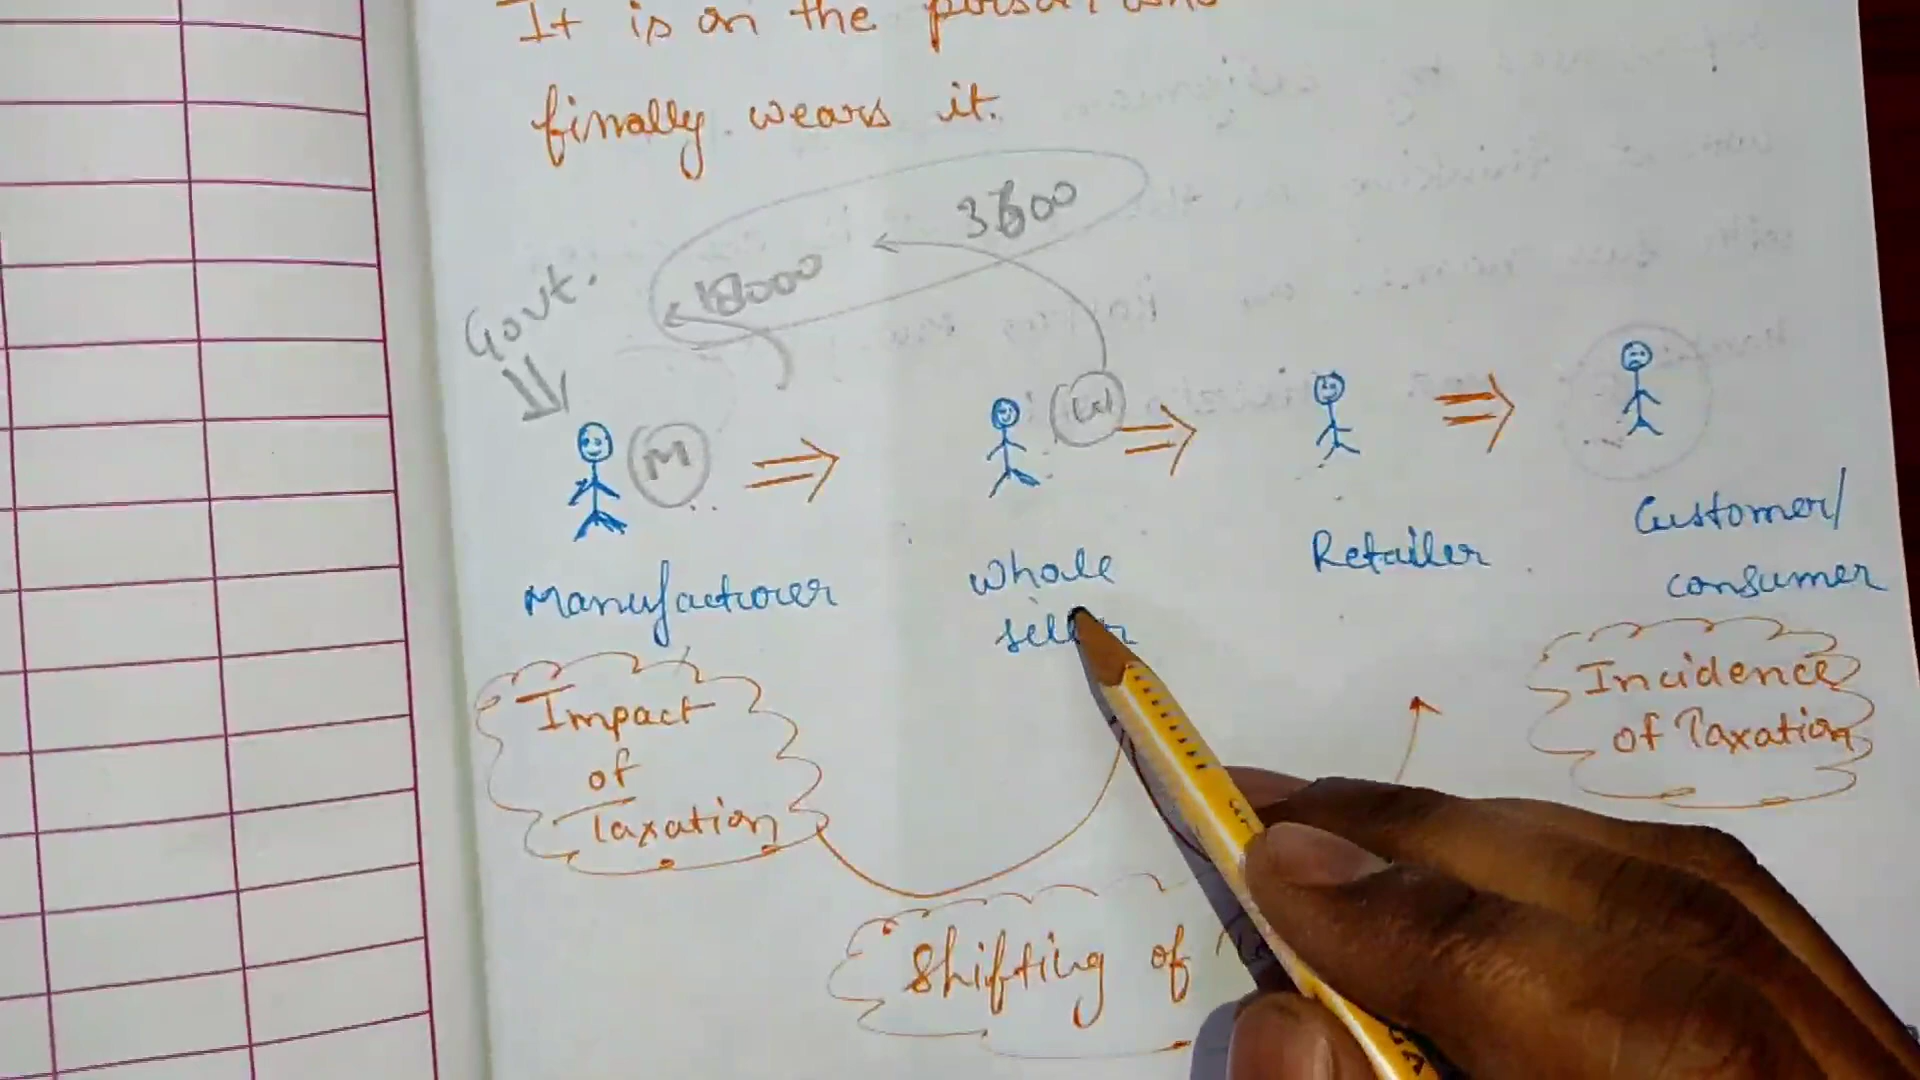 It is on the
finally wears it.
3600
18000
Govt.
M
W
Manufacturer
Whole
Retailer
Customer/
consumer
Impact
of
Taxation
Incidence
of Taxation
Shifting of